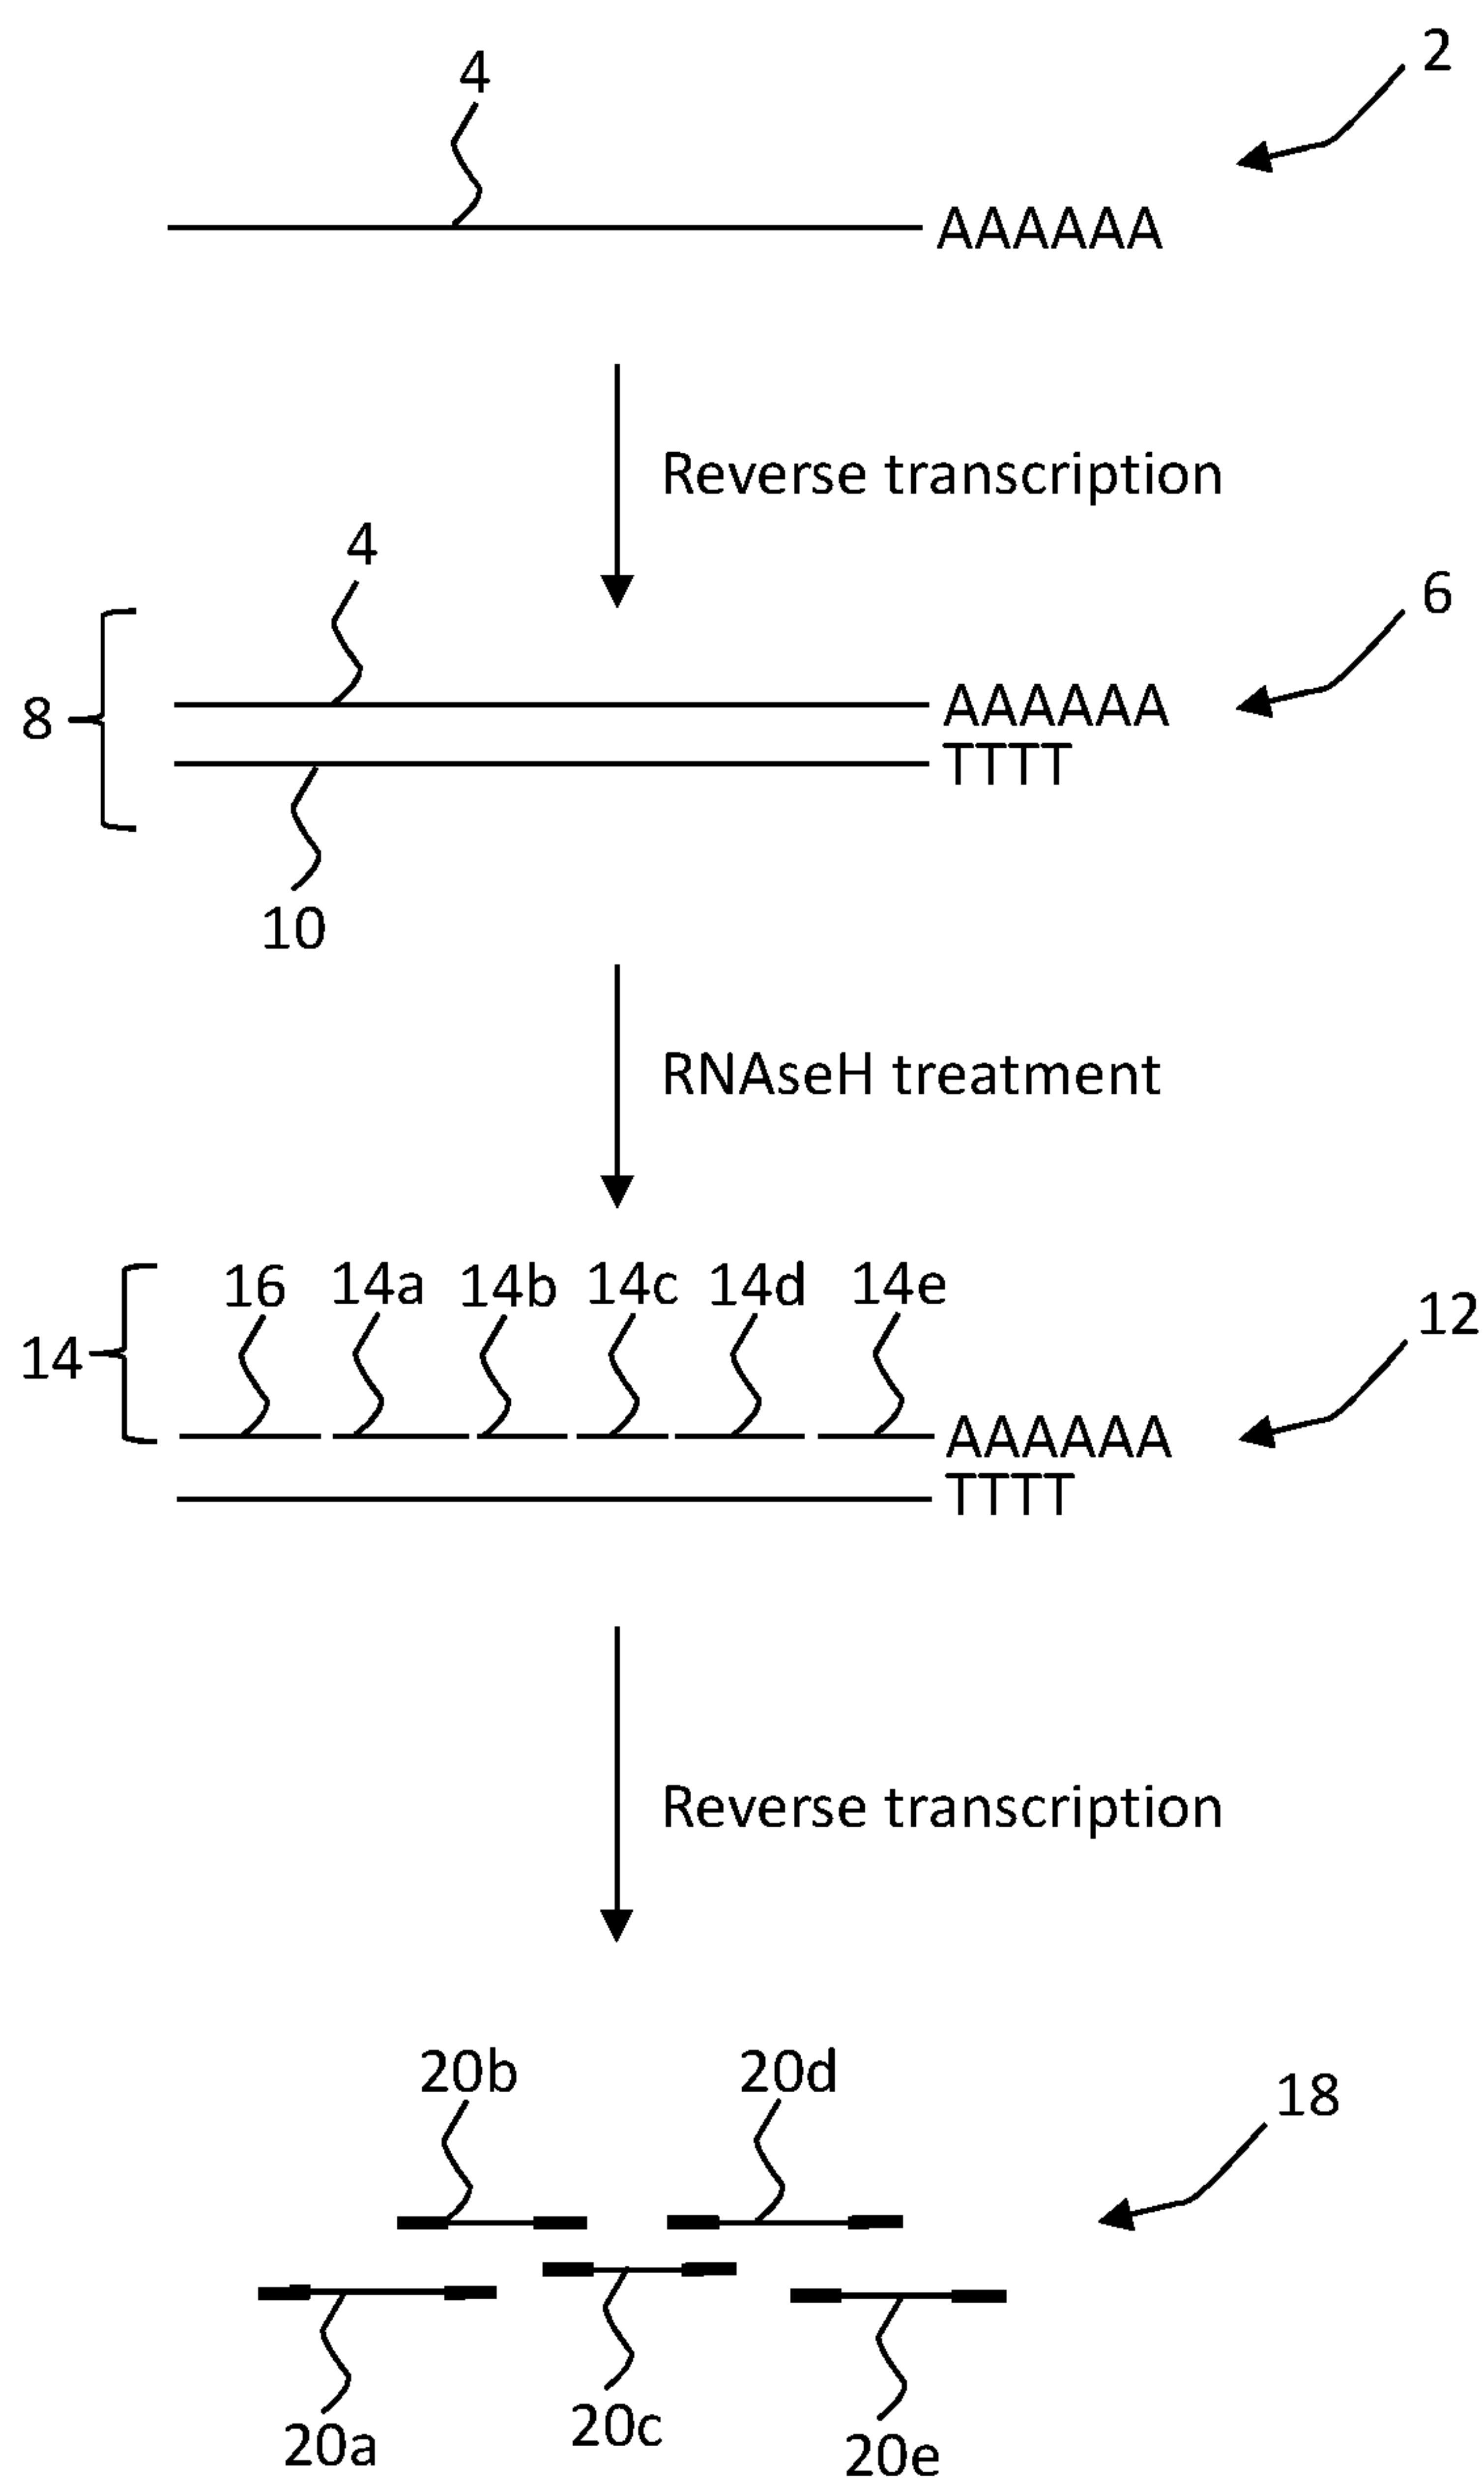 2
4
AAAAAA
Reverse transcription
4
6
8
AAAAAA
TTTT
10
RNAseH treatment
16 14a 14b 14c 14d 14e
12
14
AAAAAA
TTTT
Reverse transcription
20b 20d
18
20a 20c 20e